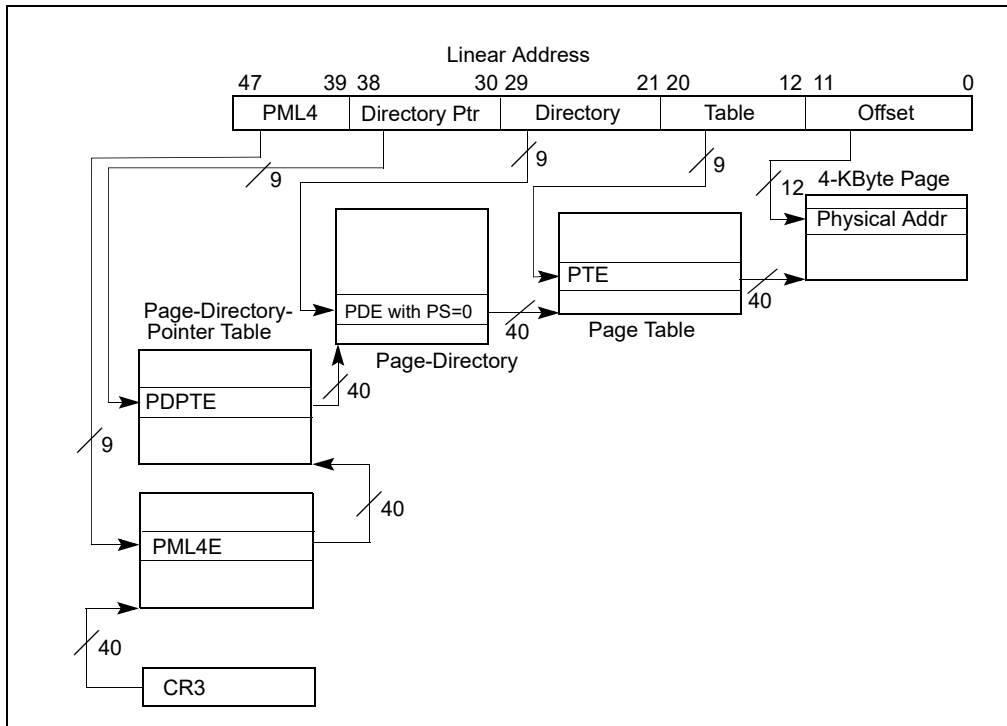 Linear Address
47 39 38 30 29 21 20 12 11 0
PML4 Directory Ptr Directory Table Offset
9 9 9 12
4-KByte Page
Physical Addr
PTE
40
Page Table
PDE with PS=0
40
Page-Directory
Page-Directory-
Pointer Table
PDPTE
40
9
40
PML4E
40
CR3